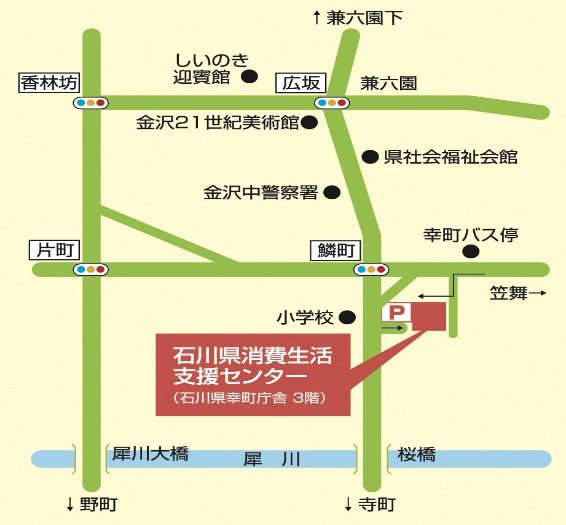 ↑兼六園下
しいのき
迎賓館
香林坊
広坂
兼六園
金沢21世紀美術館
県社会福祉会館
金沢中警察署
幸町バス停
片町
鱗町
笠舞→
P
小学校
石川県消費生活
支援センター
(石川県幸町庁舎 3階)
犀川大橋
犀 川
桜橋
↓野町
↓寺町